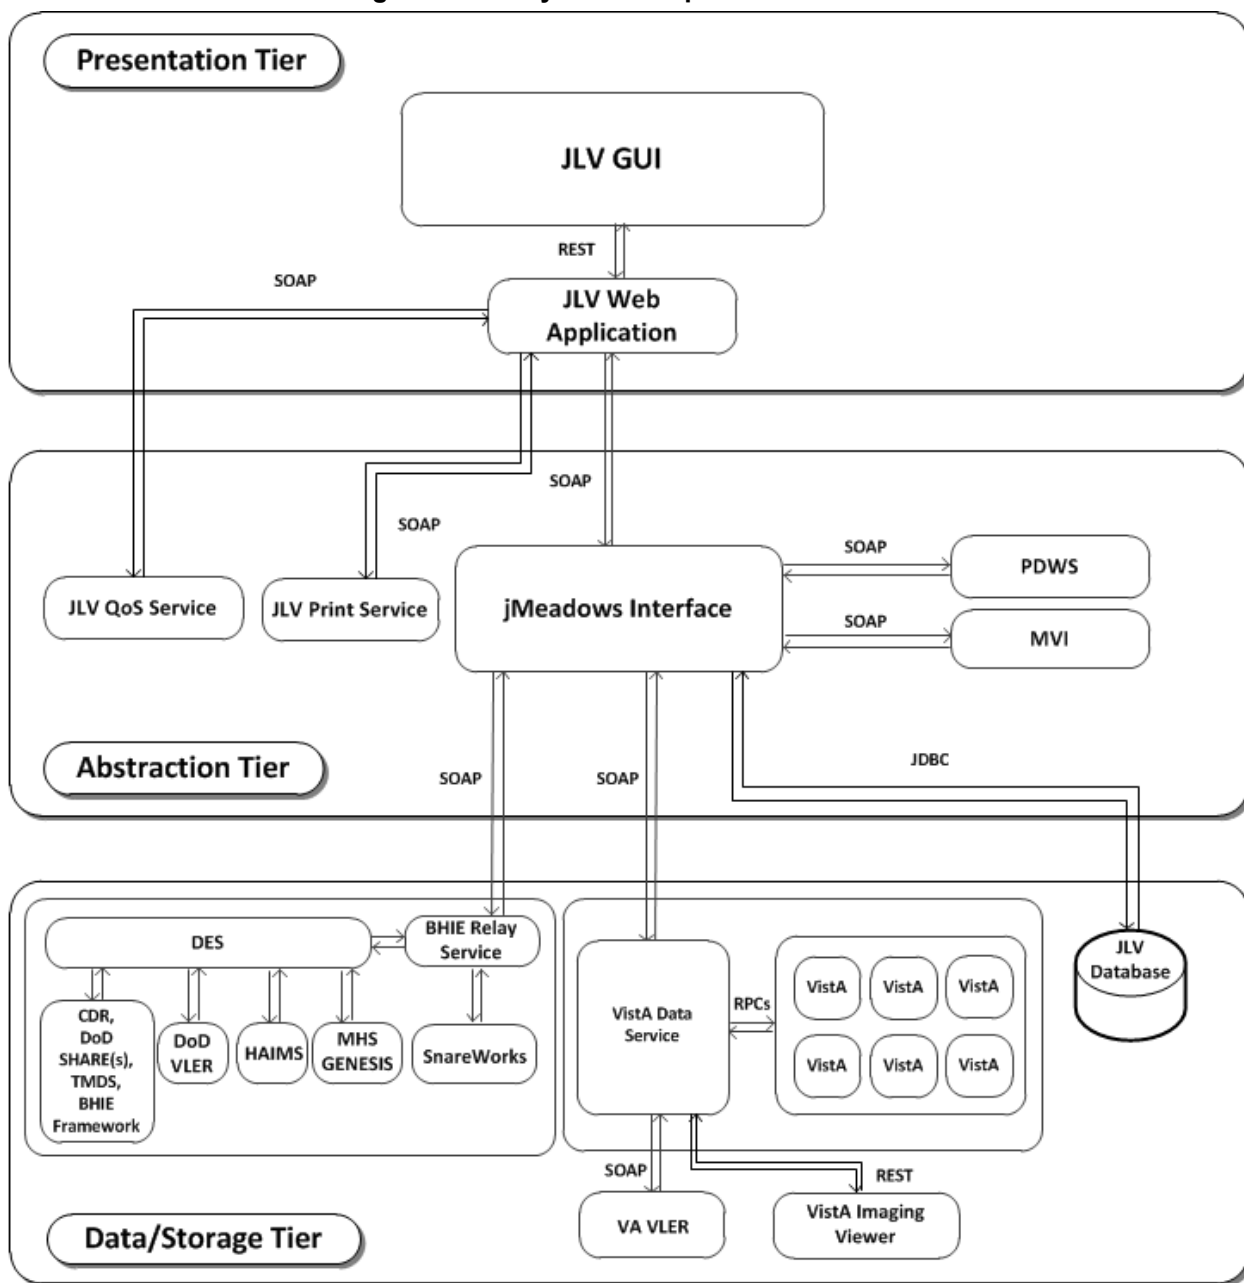 Presentation Tier
JLV GUI
REST
SOAP
JLV Web
Application
SOAP
SOAP
SOAP
PDWS
JLV QoS Service
JLV Print Service
jMeadows Interface
SOAP
MVI
Abstraction Tier
SOAP
SOAP
JDBC
DES
BHIE Relay
Service
JLV
Database
VistA Data
Service
RPCs
VistA
VistA
VistA
VistA
VistA
VistA
CDR,
DoD
SHARE(s),
TMDS,
BHIE
Framework
DoD
VLER
HAIMS
MHS
GENESIS
SnareWorks
SOAP
REST
VA VLER
VistA Imaging
Viewer
Data/Storage Tier